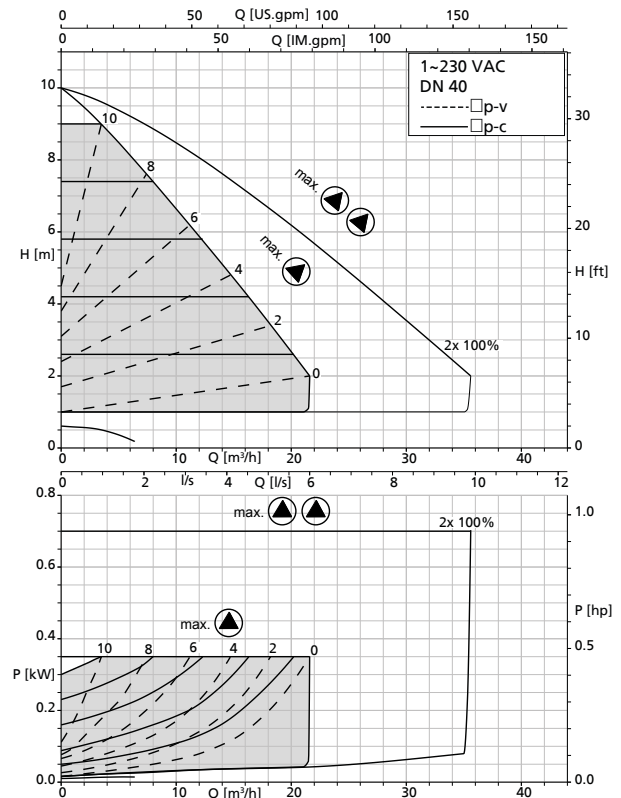 Q [US.gpm]
0 50 100 150
Q [IM.gpm]
0 50 100 150
1~230 VAC
DN 40
□p-v
□p-c
10
8
6
H [m]
4
2
0
30
20
H [ft]
10
0
10
8
6
4
2
0
max.
max.
2x 100%
0 10 20 30 40
Q [m³/h]
0 2 l/s 4 Q [l/s] 6 8 10 12
0.8
0.6
0.4
P [kW]
0.2
0.0
1.0
P [hp]
0.5
0.0
max.
2x 100%
max.
10 8 6 4 2 0
0 10 20 30 40
Q [m³/h]